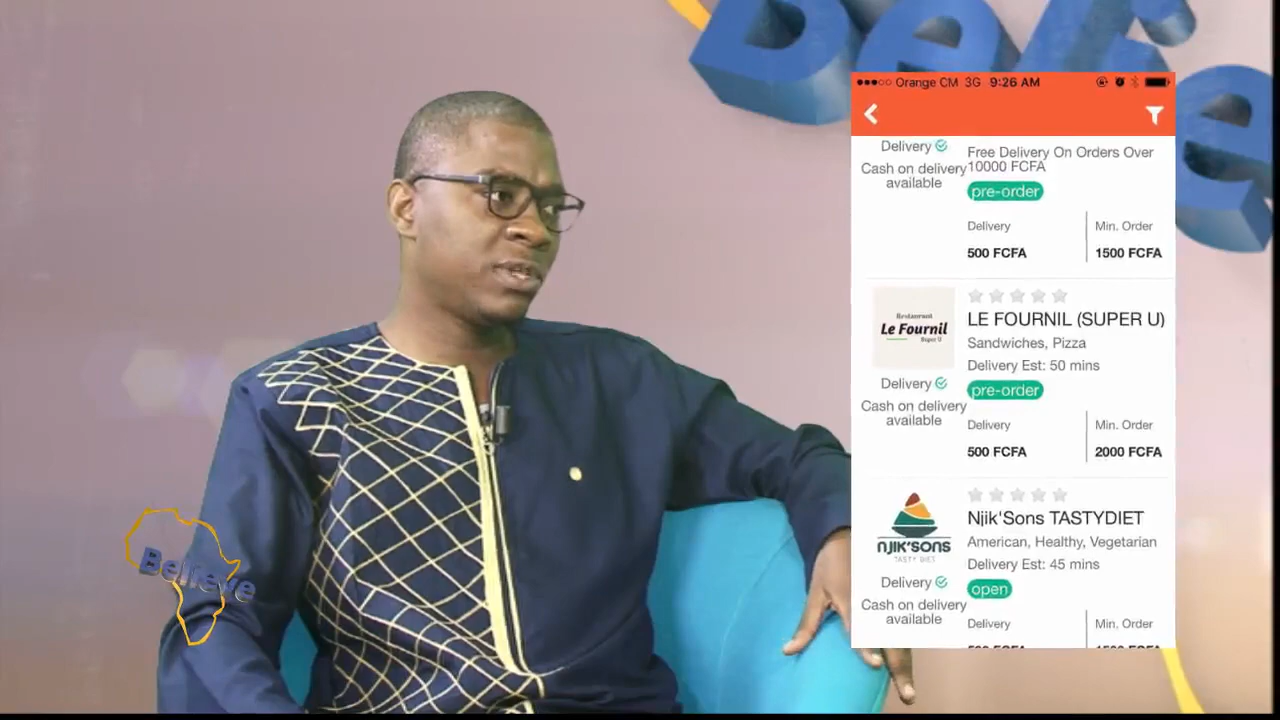 Belie e
Orange CM 3G 9:26 AM
Delivery
Cash on delivery
available
Free Delivery On Orders Over
10000 FCFA
pre-order
Delivery
Min. Order
500 FCFA
1500 FCFA
Restaurant
Le Fournil
Super U
LE FOURNIL (SUPER U)
Sandwiches, Pizza
Delivery Est: 50 mins
Delivery
Cash on delivery
available
pre-order
Delivery
Min. Order
500 FCFA
2000 FCFA
NJIK'SONS
TASTY DIET
Njik'Sons TASTYDIET
American, Healthy, Vegetarian
Delivery Est: 45 mins
Delivery
Cash on delivery
available
open
Delivery
Min. Order
Believe